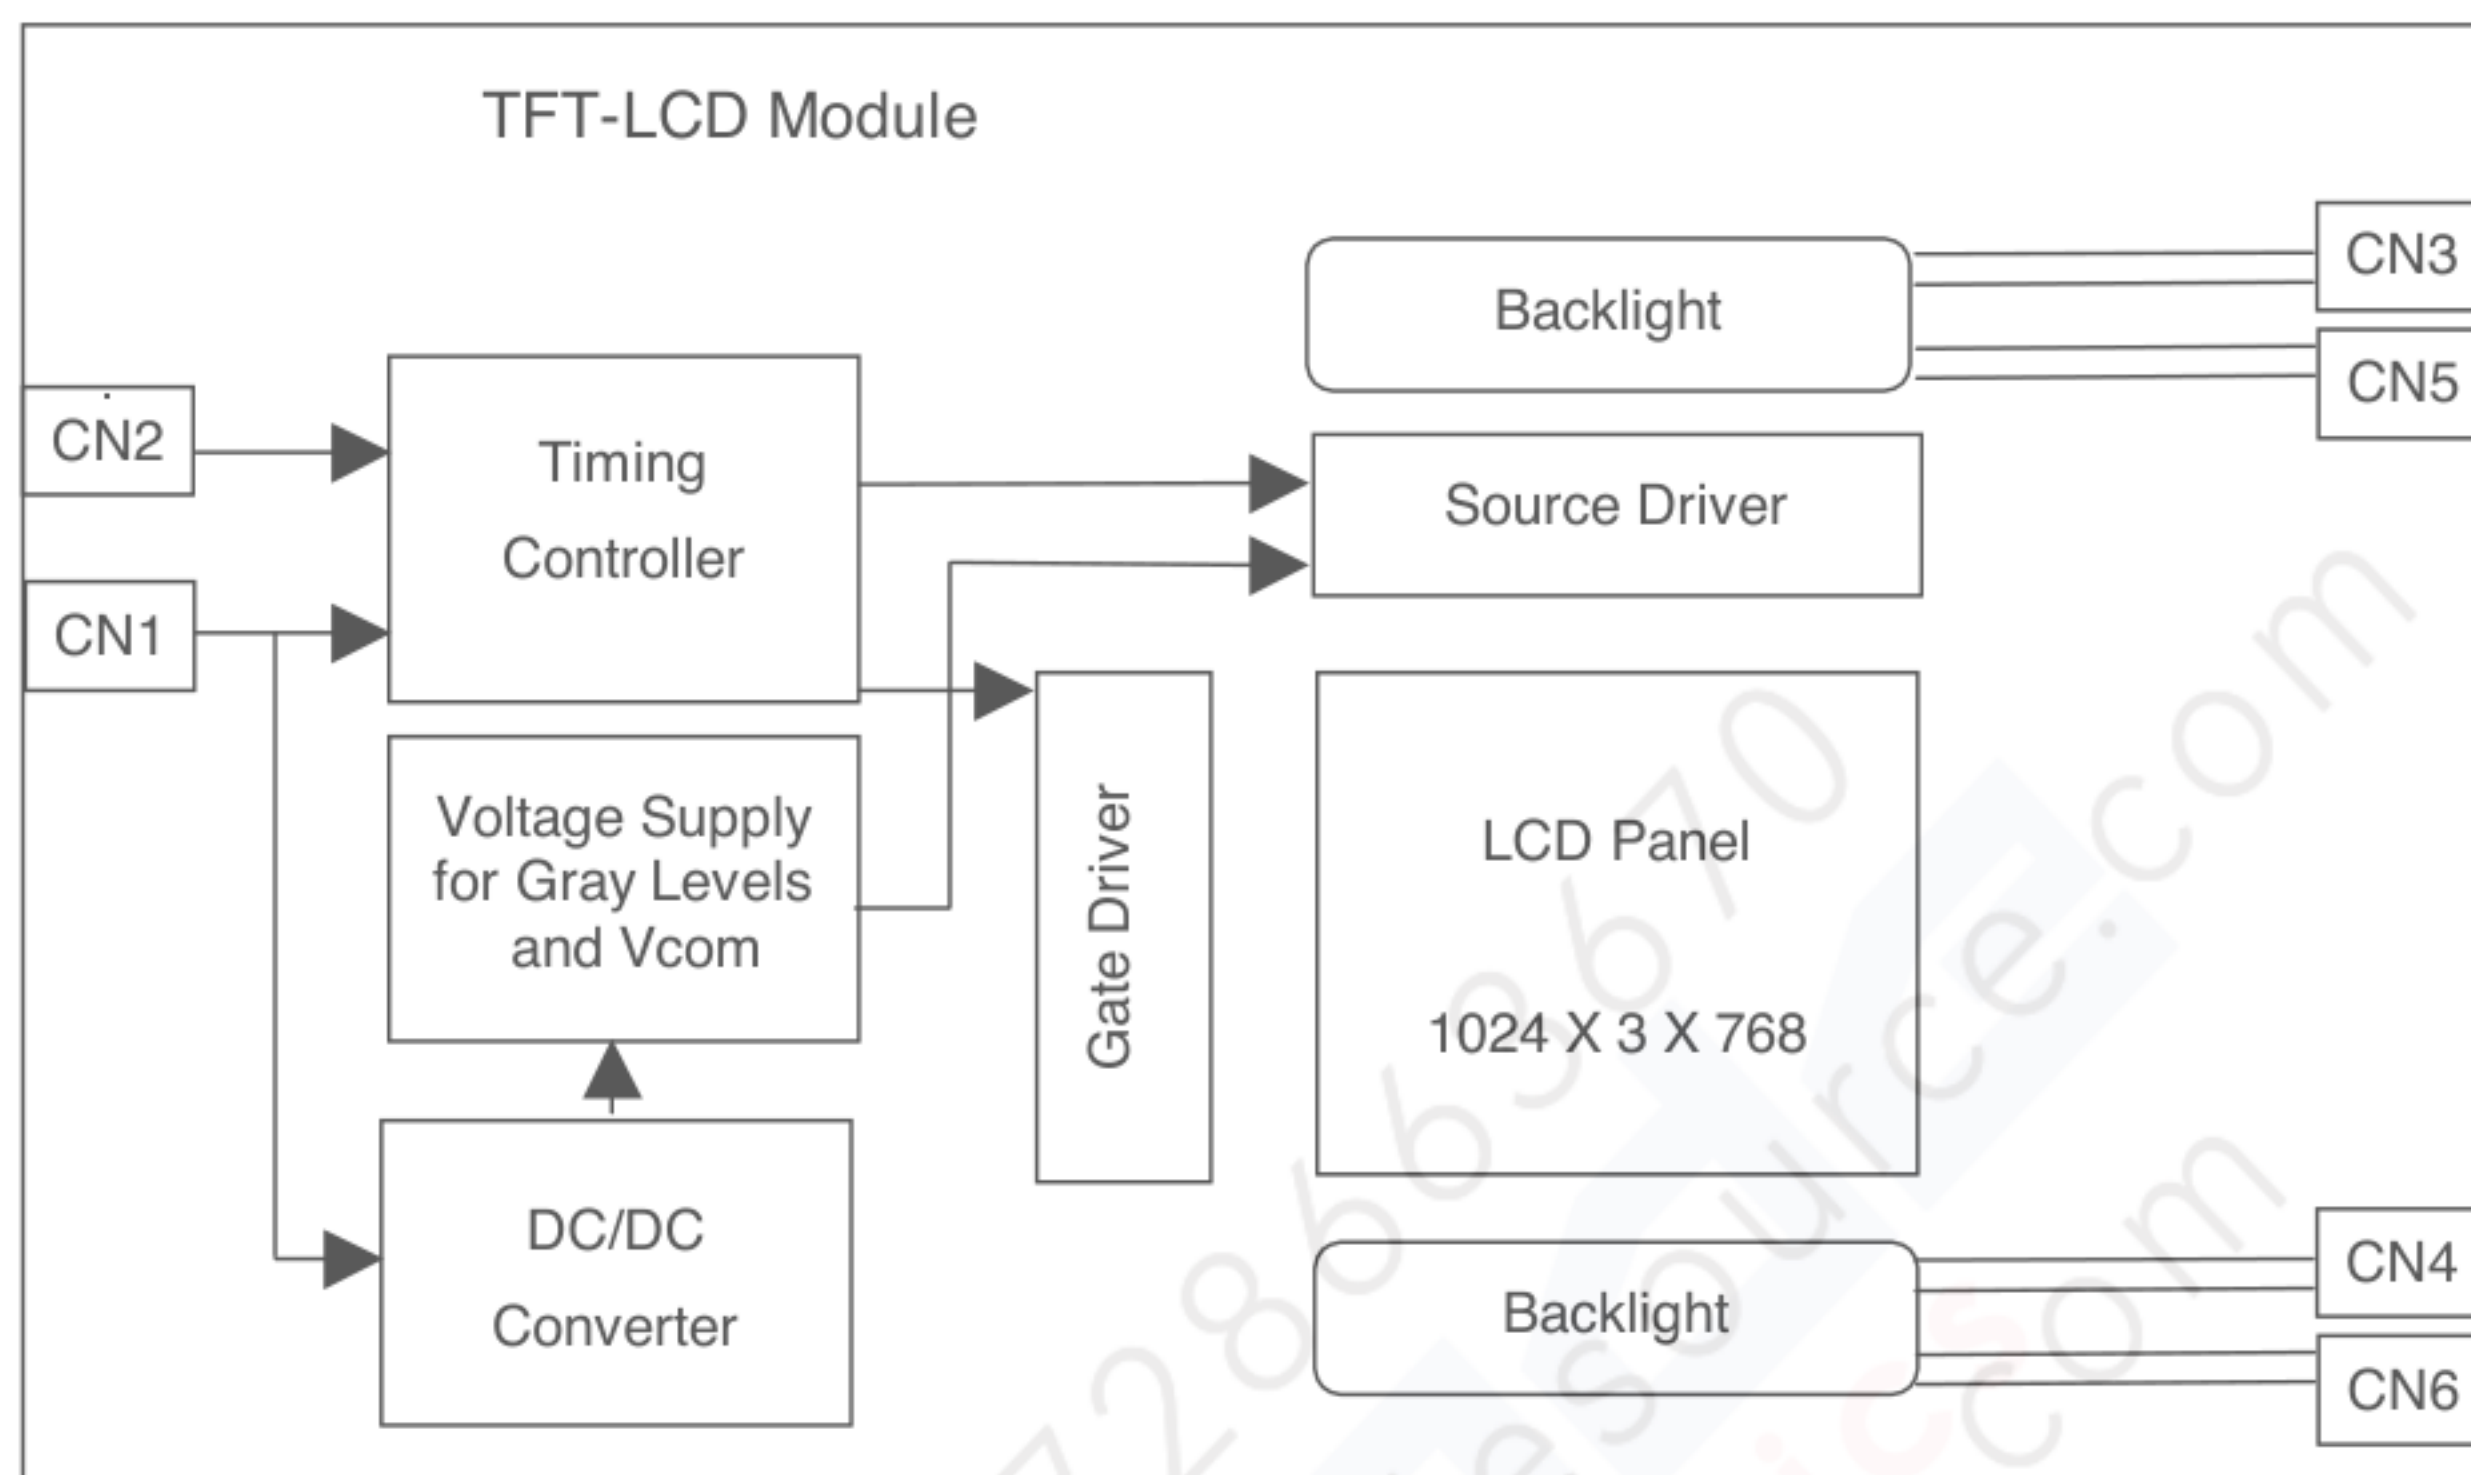 TFT-LCD Module
Backlight
CN3
CN5
CN2
Timing
Controller
Source Driver
CN1
Voltage Supply
for Gray Levels
and Vcom
Gate Driver
LCD Panel
1024 X 3 X 768
DC/DC
Converter
Backlight
CN4
CN6